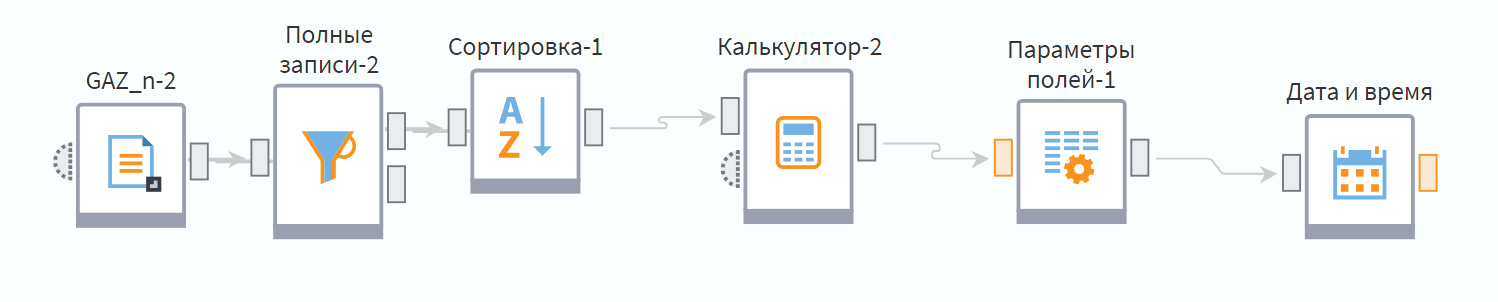 GAZ_n-2
Полные
записи-2
Сортировка-1
A
Z
Калькулятор-2
Параметры
полей-1
Дата и время